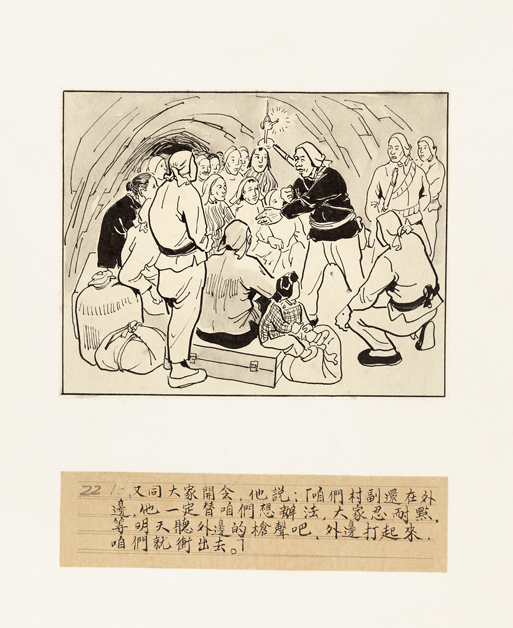 22 又同大家開会，他説；「咱們村副還在外
邊，他一定替咱們想辦法，大家忍耐點，
等明天聽外邊的槍聲吧，外邊打起來，
咱們就衝出去。」